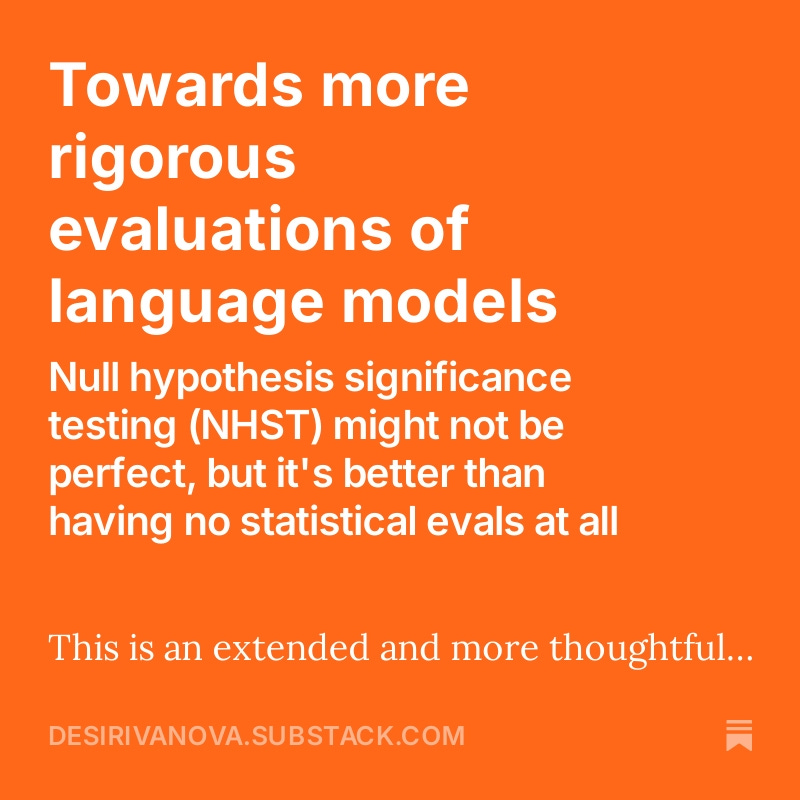 Towards more
rigorous
evaluations of
language models
Null hypothesis significance
testing (NHST) might not be
perfect, but it's better than
having no statistical evals at all
This is an extended and more thoughtful...
DESIRIVANOVA.SUBSTACK.COM